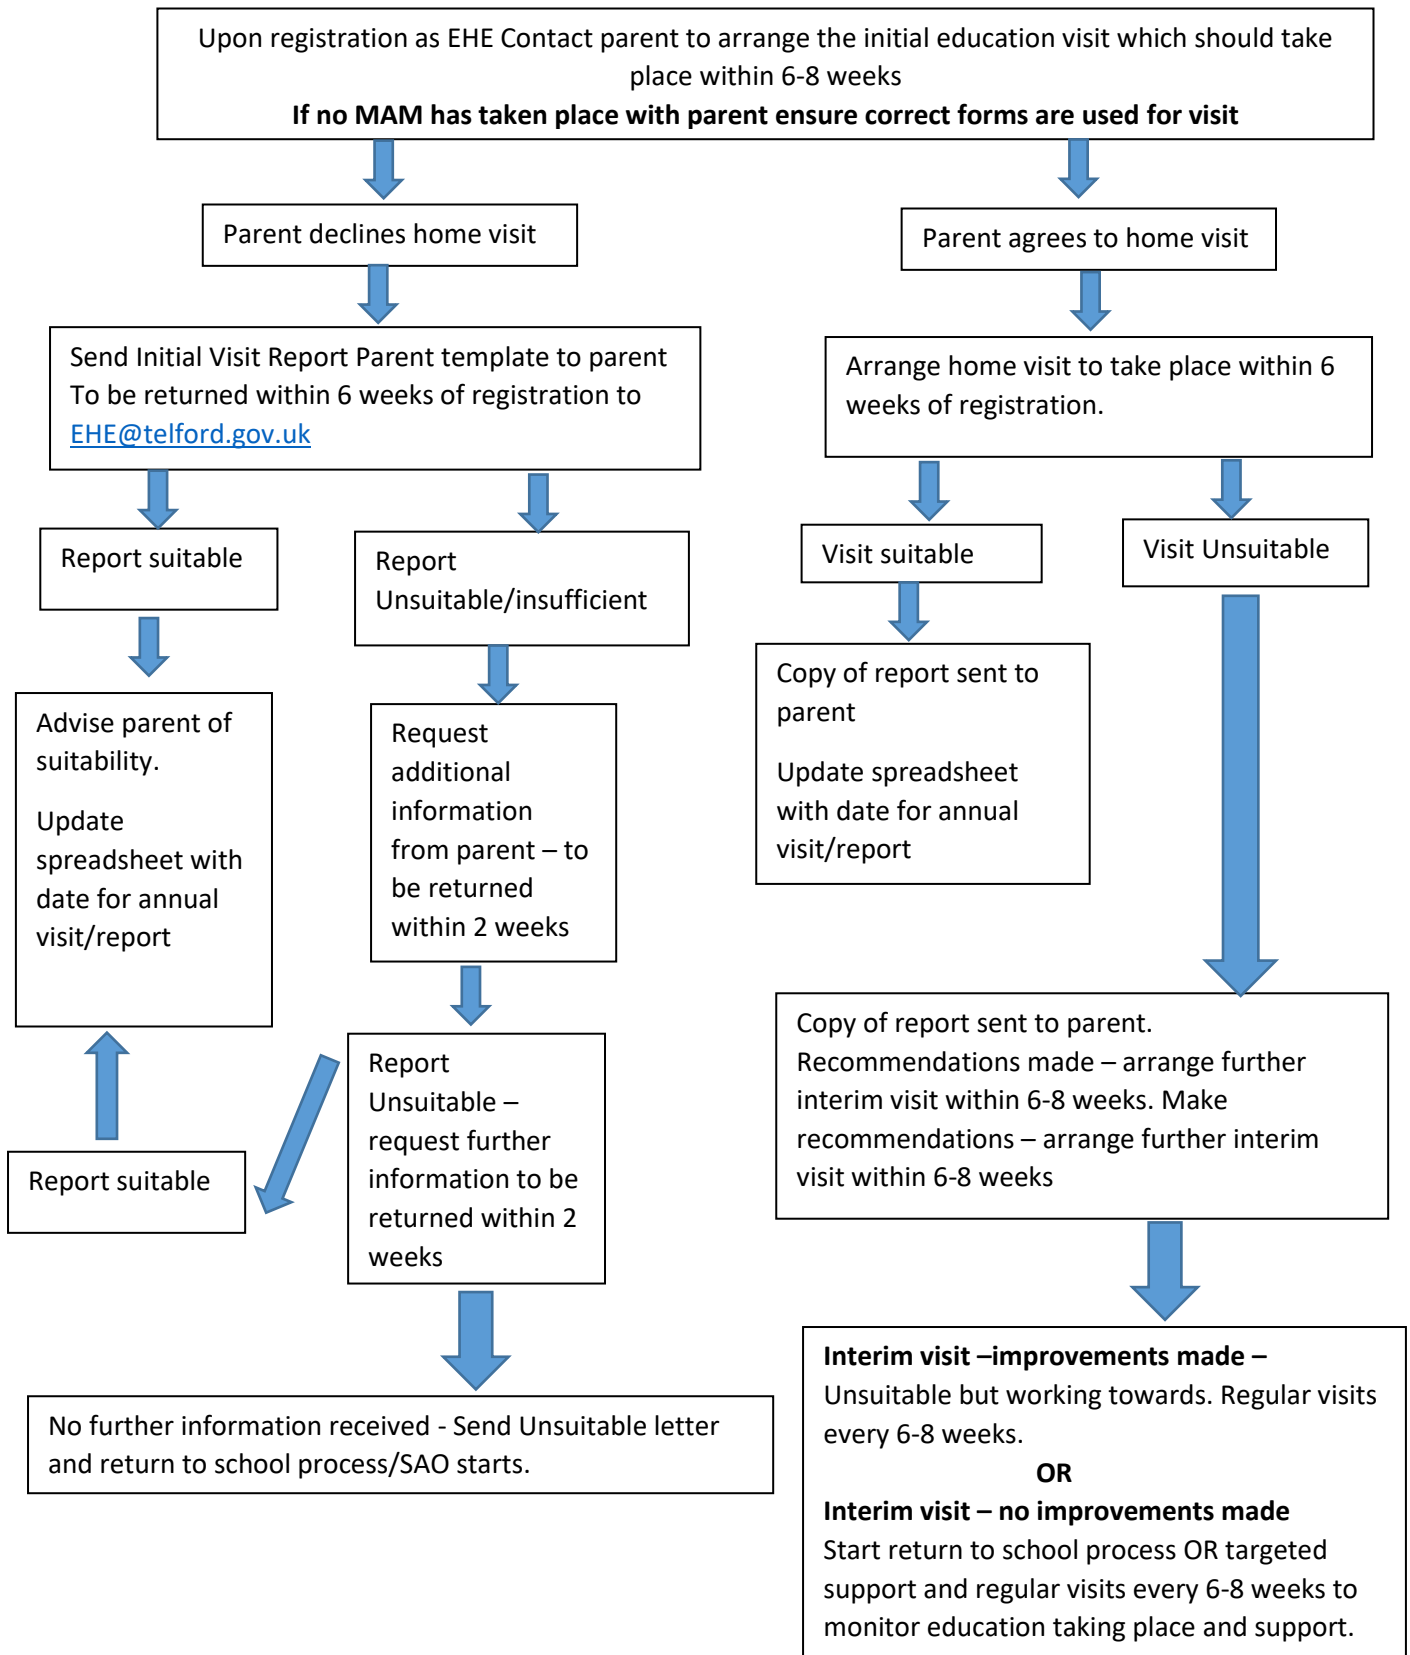 Upon registration as EHE Contact parent to arrange the initial education visit which should take
place within 6-8 weeks
If no MAM has taken place with parent ensure correct forms are used for visit
Parent declines home visit
Parent agrees to home visit
Send Initial Visit Report Parent template to parent
To be returned within 6 weeks of registration to
EHE@telford.gov.uk
Arrange home visit to take place within 6
weeks of registration.
Report suitable
Report
Unsuitable/insufficient
Visit suitable
Visit Unsuitable
Advise parent of
suitability.
Update
spreadsheet with
date for annual
visit/report
Request
additional
information
from parent – to
be returned
within 2 weeks
Copy of report sent to
parent
Update spreadsheet
with date for annual
visit/report
Report suitable
Report
Unsuitable –
request further
information to be
returned within 2
weeks
Copy of report sent to parent.
Recommendations made – arrange further
interim visit within 6-8 weeks. Make
recommendations – arrange further interim
visit within 6-8 weeks
No further information received - Send Unsuitable letter
and return to school process/SAO starts.
Interim visit –improvements made –
Unsuitable but working towards. Regular visits
every 6-8 weeks.
OR
Interim visit – no improvements made
Start return to school process OR targeted
support and regular visits every 6-8 weeks to
monitor education taking place and support.